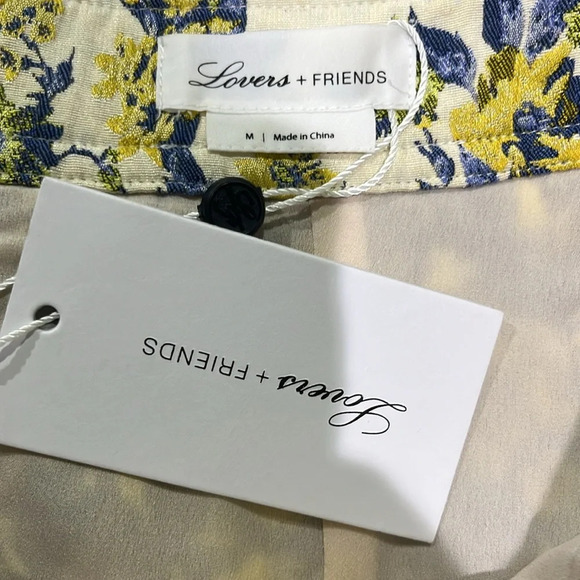 Lovers + FRIENDS
M | Made in China
Lovers + FRIENDS